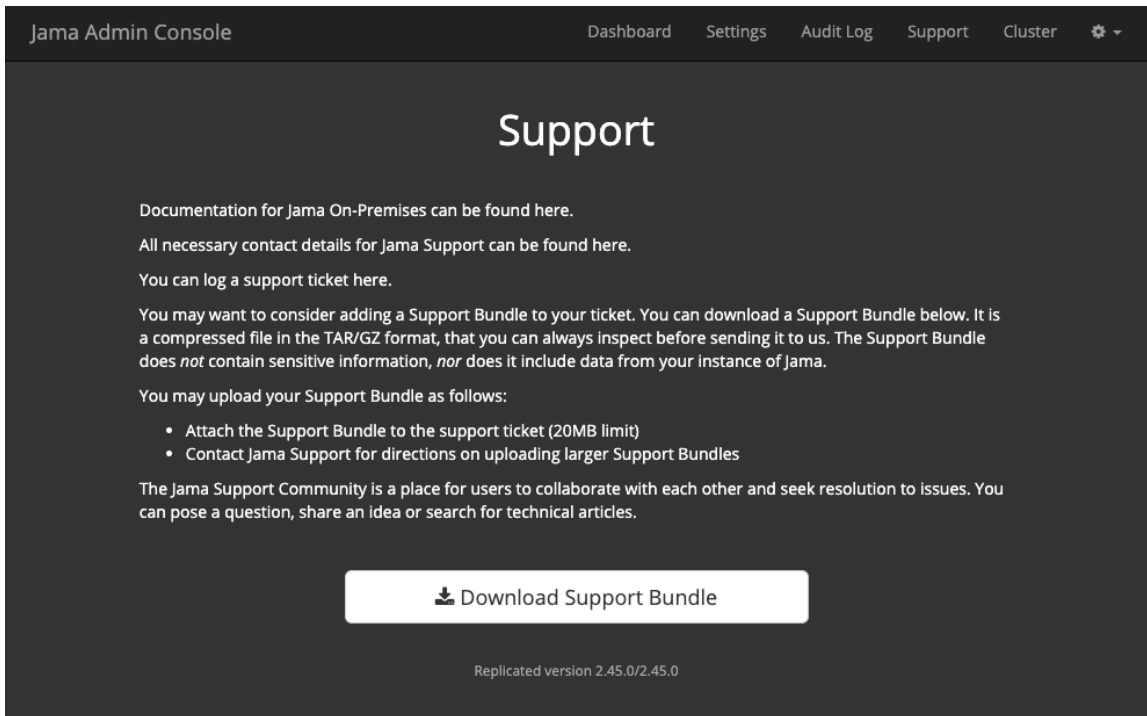 Jama Admin Console
Dashboard Settings Audit Log Support Cluster
Support
Documentation for Jama On-Premises can be found here.
All necessary contact details for Jama Support can be found here.
You can log a support ticket here.
You may want to consider adding a Support Bundle to your ticket. You can download a Support Bundle below. It is
a compressed file in the TAR/GZ format, that you can always inspect before sending it to us. The Support Bundle
does not contain sensitive information, nor does it include data from your instance of Jama.
You may upload your Support Bundle as follows:
• Attach the Support Bundle to the support ticket (20MB limit)
• Contact Jama Support for directions on uploading larger Support Bundles
The Jama Support Community is a place for users to collaborate with each other and seek resolution to issues. You
can pose a question, share an idea or search for technical articles.
Download Support Bundle
Replicated version 2.45.0/2.45.0